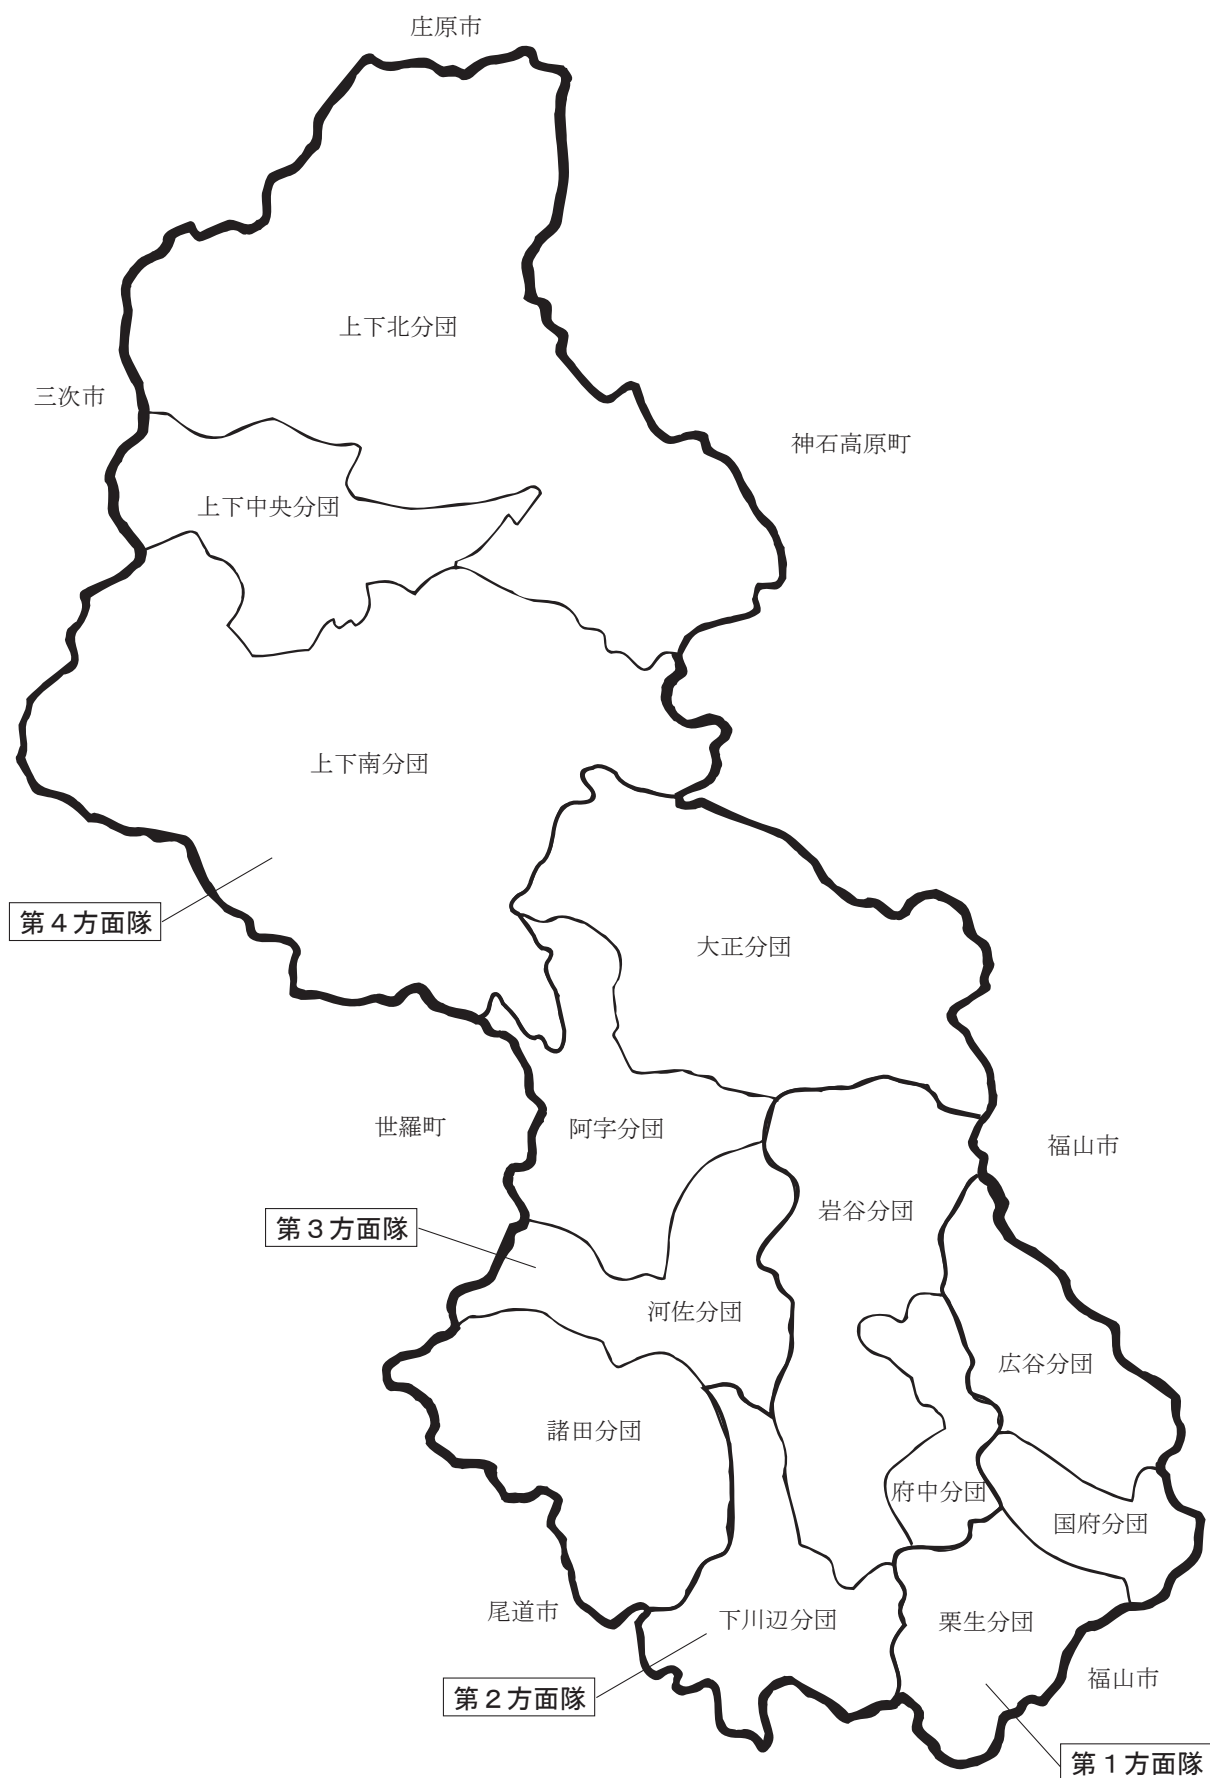 庄原市
上下北分団
三次市
神石高原町
上下中央分団
上下南分団
第４方面隊
大正分団
世羅町
阿字分団
福山市
岩谷分団
第３方面隊
河佐分団
広谷分団
諸田分団
府中分団
国府分団
尾道市
下川辺分団
栗生分団
福山市
第２方面隊
第１方面隊